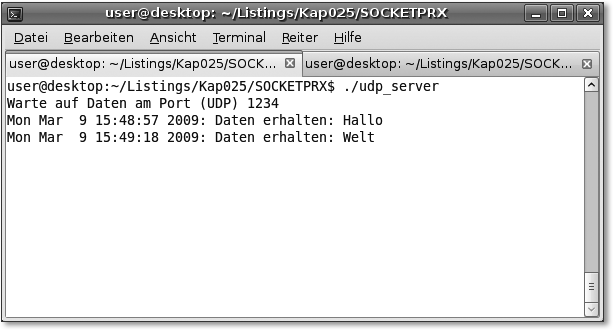 user@desktop: ~/Listings/Kap025/SOCKETPRX
Datei Bearbeiten Ansicht Terminal Reiter Hilfe
user@desktop: ~/Listings/Kap025/SOCK... user@desktop: ~/Listings/Kap025/SOCK...
user@desktop:~/Listings/Kap025/SOCKETPRX$ ./udp_server
Warte auf Daten am Port (UDP) 1234
Mon Mar  9 15:48:57 2009: Daten erhalten: Hallo
Mon Mar  9 15:49:18 2009: Daten erhalten: Welt